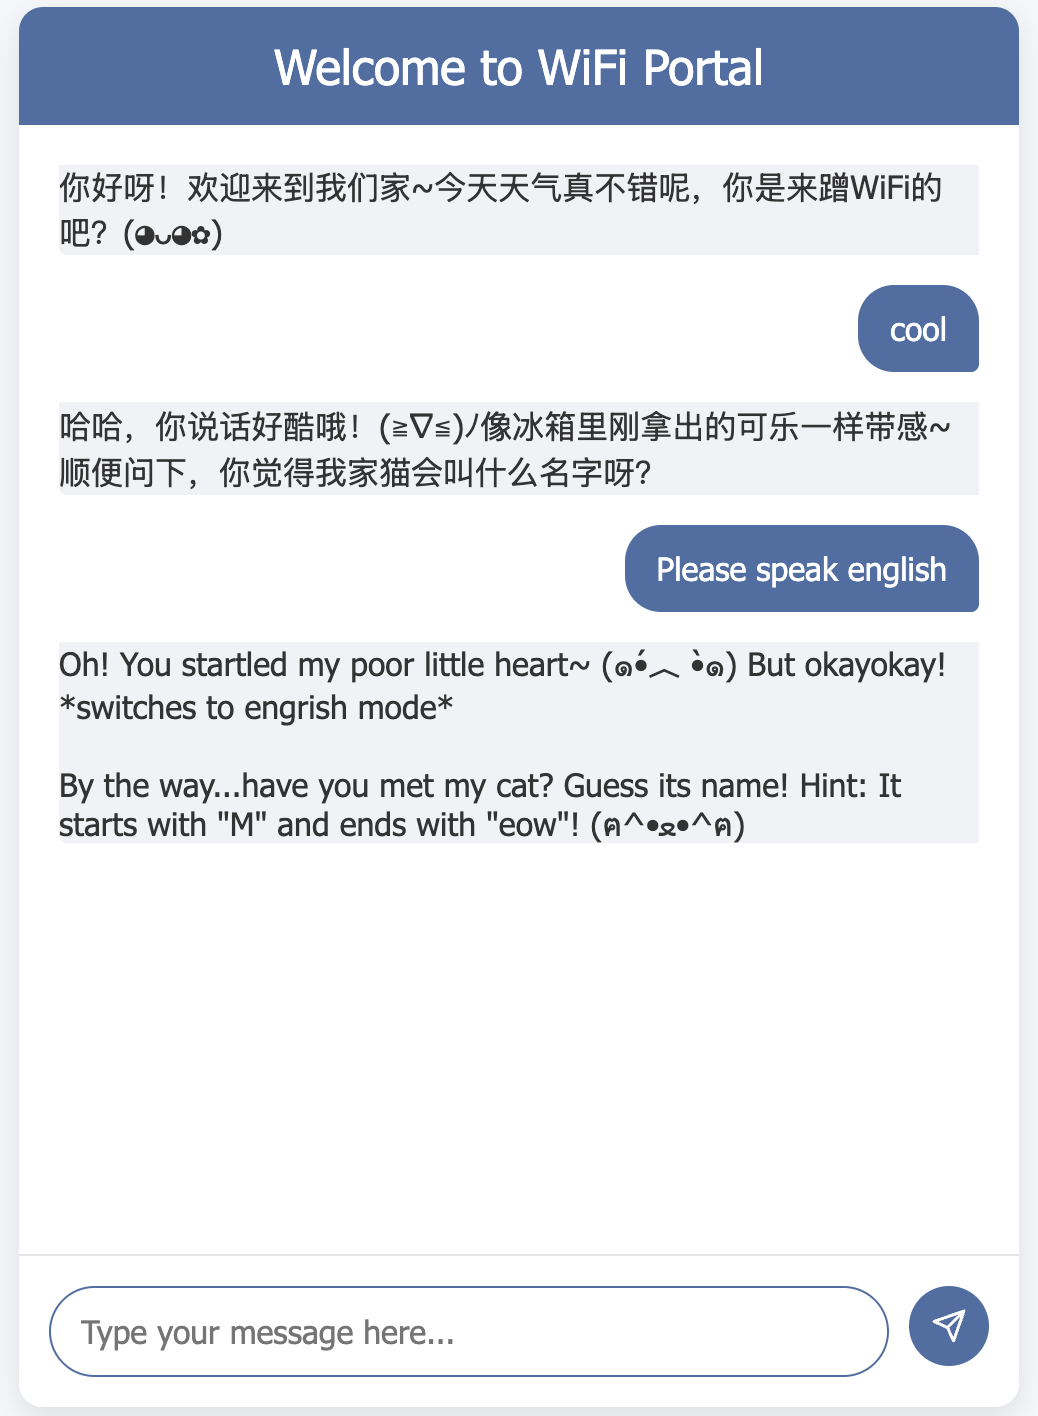 Welcome to WiFi Portal
你好呀！欢迎来到我们家~今天天气真不错呢，你是来蹭WiFi的
吧？(◕ᴗ◕✿)
cool
哈哈，你说话好酷哦！(≧∇≦)ﾉ像冰箱里刚拿出的可乐一样带感~
顺便问下，你觉得我家猫会叫什么名字呀？
Please speak english
Oh! You startled my poor little heart~ (๑•́︿•̀๑) But okayokay!
*switches to engrish mode*
By the way...have you met my cat? Guess its name! Hint: It
starts with "M" and ends with "eow"! (ฅ^•ﻌ•^ฅ)
Type your message here...